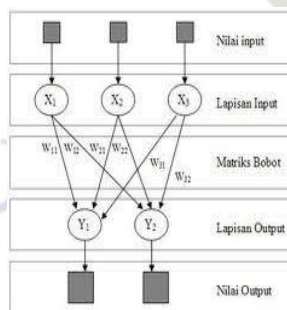 Nilai input
X₁ X₂ X₃ Lapisan Input
W₁₁ W₁₂ W₂₁ W₂₂ W₃₁ W₃₂ Matriks Bobot
Y₁ Y₂ Lapisan Output
Nilai Output